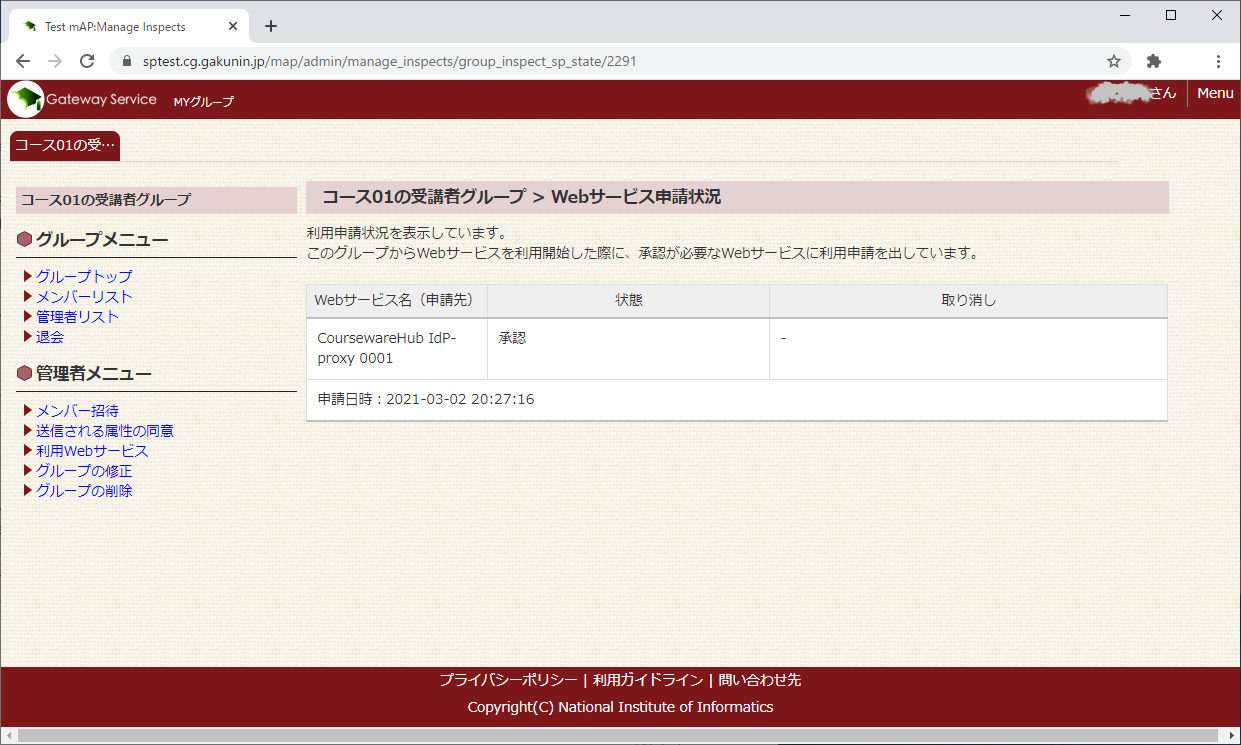 Test mAP:Manage Inspects
sptest.cg.gakunin.jp/map/admin/manage_inspects/group_inspect_sp_state/2291
Gateway Service MYグループ さん Menu
コース01の受…
コース01の受講者グループ
グループメニュー
グループトップ
メンバーリスト
管理者リスト
退会
管理者メニュー
メンバー招待
送信される属性の同意
利用Webサービス
グループの修正
グループの削除
コース01の受講者グループ > Webサービス申請状況
利用申請状況を表示しています。
このグループからWebサービスを利用開始した際に、承認が必要なWebサービスに利用申請を出しています。
Webサービス名（申請先） 状態 取り消し
CoursewareHub IdP-
proxy 0001
承認
-
申請日時：2021-03-02 20:27:16
プライバシーポリシー | 利用ガイドライン | 問い合わせ先
Copyright(C) National Institute of Informatics